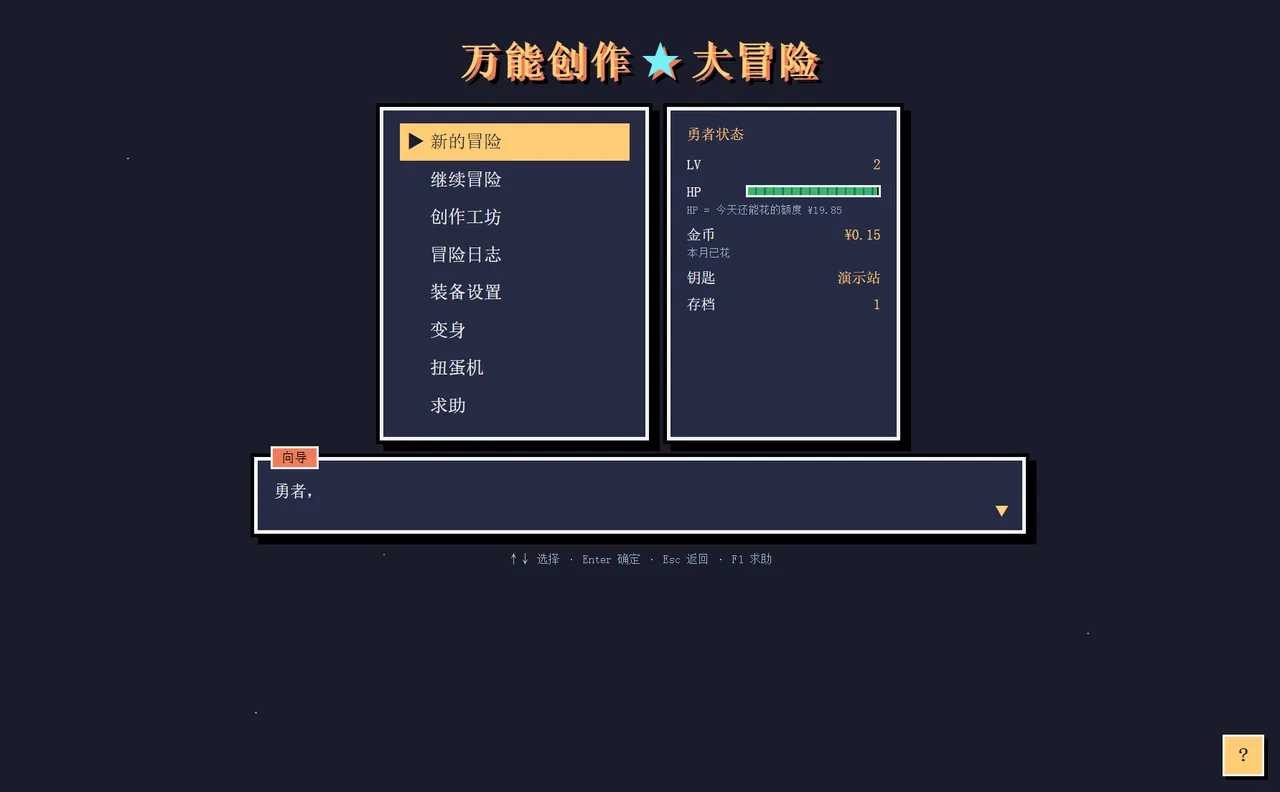 万能创作★大冒险
▶ 新的冒险
继续冒险
创作工坊
冒险日志
装备设置
变身
扭蛋机
求助
勇者状态
LV 2
HP
HP = 今天还能花的额度 ¥19.85
金币 ¥0.15
本月已花
钥匙 演示站
存档 1
向导
勇者，
▼
↑↓ 选择 · Enter 确定 · Esc 返回 · F1 求助
?